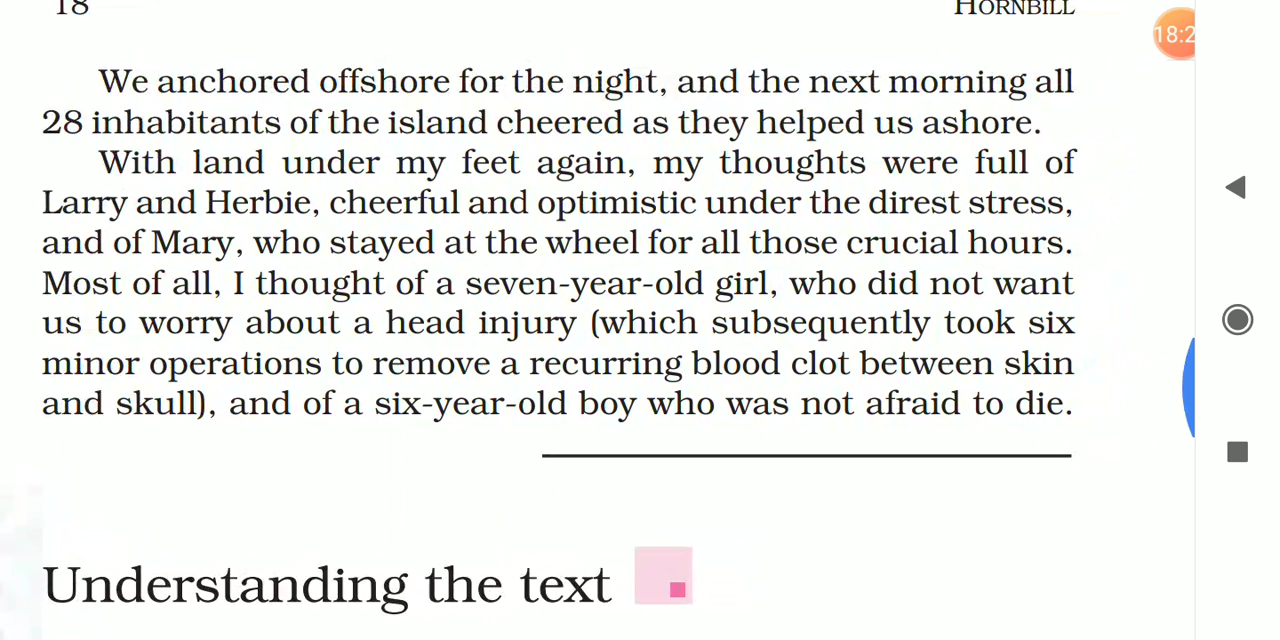 18 HORNBILL
We anchored offshore for the night, and the next morning all
28 inhabitants of the island cheered as they helped us ashore.
With land under my feet again, my thoughts were full of
Larry and Herbie, cheerful and optimistic under the direst stress,
and of Mary, who stayed at the wheel for all those crucial hours.
Most of all, I thought of a seven-year-old girl, who did not want
us to worry about a head injury (which subsequently took six
minor operations to remove a recurring blood clot between skin
and skull), and of a six-year-old boy who was not afraid to die.
Understanding the text